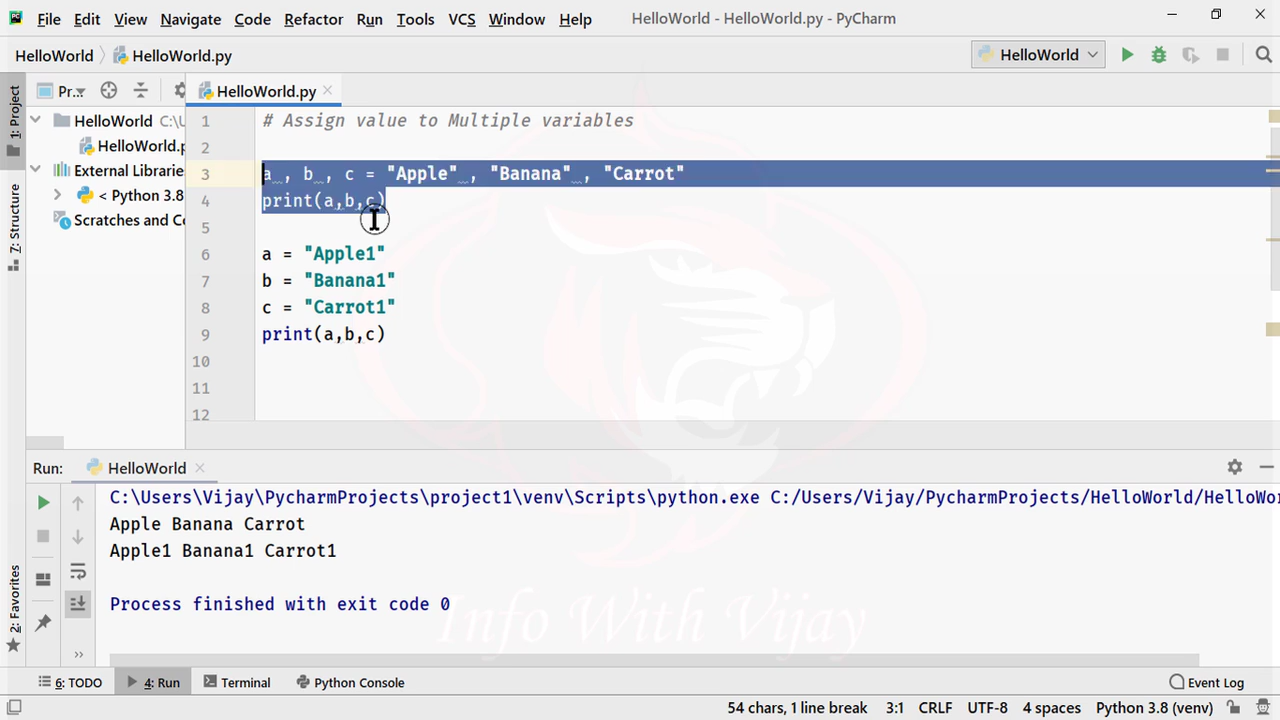 File Edit View Navigate Code Refactor Run Tools VCS Window Help HelloWorld - HelloWorld.py - PyCharm
HelloWorld HelloWorld.py HelloWorld
1: Project
7: Structure
2: Favorites
Pr...
HelloWorld C:\U
HelloWorld.p
External Librarie
< Python 3.8
Scratches and Co
HelloWorld.py
1 # Assign value to Multiple variables
2
3 a , b , c = "Apple" , "Banana" , "Carrot"
4 print(a,b,c)
5
6 a = "Apple1"
7 b = "Banana1"
8 c = "Carrot1"
9 print(a,b,c)
10
11
12
Run: HelloWorld
C:\Users\Vijay\PycharmProjects\project1\venv\Scripts\python.exe C:/Users/Vijay/PycharmProjects/HelloWorld/HelloWor
Apple Banana Carrot
Apple1 Banana1 Carrot1
Process finished with exit code 0
Info With Vijay
6: TODO 4: Run Terminal Python Console Event Log
54 chars, 1 line break 3:1 CRLF UTF-8 4 spaces Python 3.8 (venv)